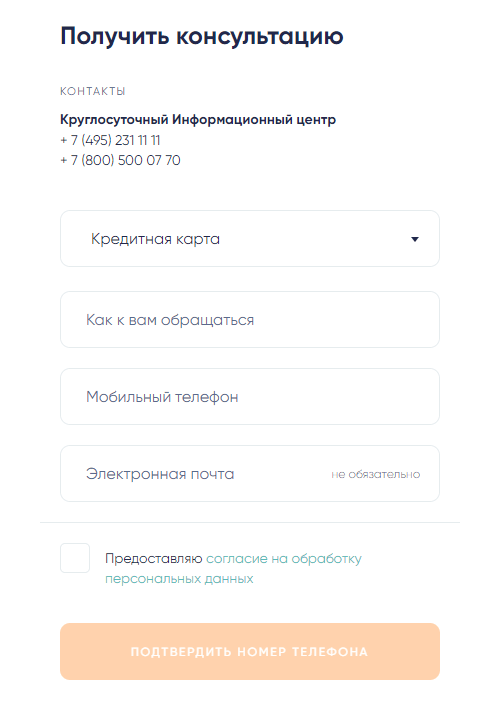 Получить консультацию
КОНТАКТЫ
Круглосуточный Информационный центр
+ 7 (495) 231 11 11
+ 7 (800) 500 07 70
Кредитная карта
Как к вам обращаться
Мобильный телефон
Электронная почта не обязательно
Предоставляю согласие на обработку
персональных данных
ПОДТВЕРДИТЬ НОМЕР ТЕЛЕФОНА